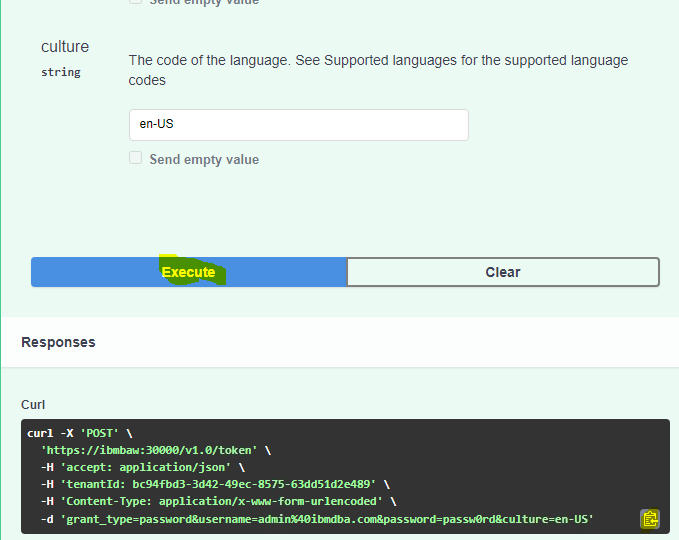 Send empty value
culture
string
The code of the language. See Supported languages for the supported language
codes
en-US
Send empty value
Execute
Clear
Responses
Curl
curl -X 'POST' \
'https://ibmbaw:30000/v1.0/token' \
-H 'accept: application/json' \
-H 'tenantId: bc94fbd3-3d42-49ec-8575-63dd51d2e489' \
-H 'Content-Type: application/x-www-form-urlencoded' \
-d 'grant_type=password&username=admin%40ibmdba.com&password=passw0rd&culture=en-US'